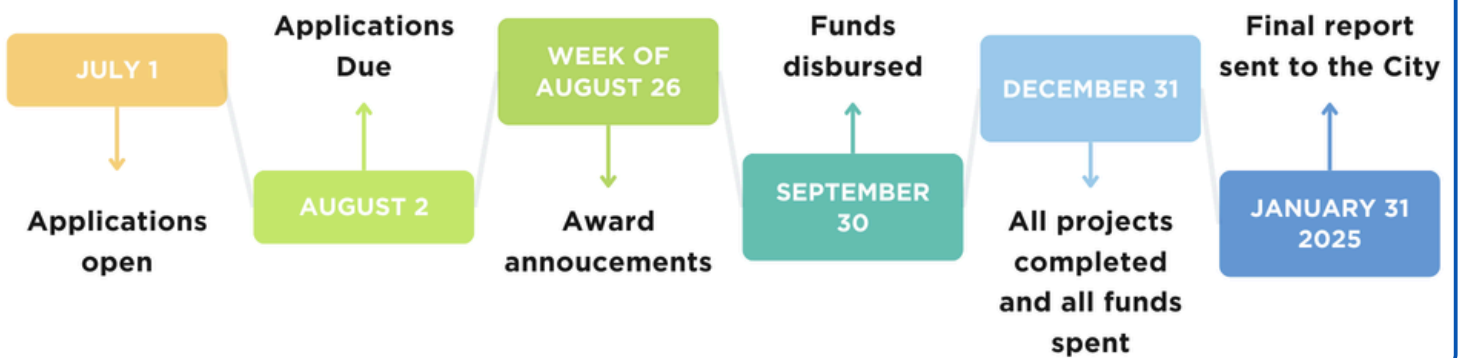 JULY 1
Applications
open
Applications
Due
AUGUST 2
WEEK OF
AUGUST 26
Award
annoucements
Funds
disbursed
SEPTEMBER
30
DECEMBER 31
All projects
completed
and all funds
spent
Final report
sent to the City
JANUARY 31
2025